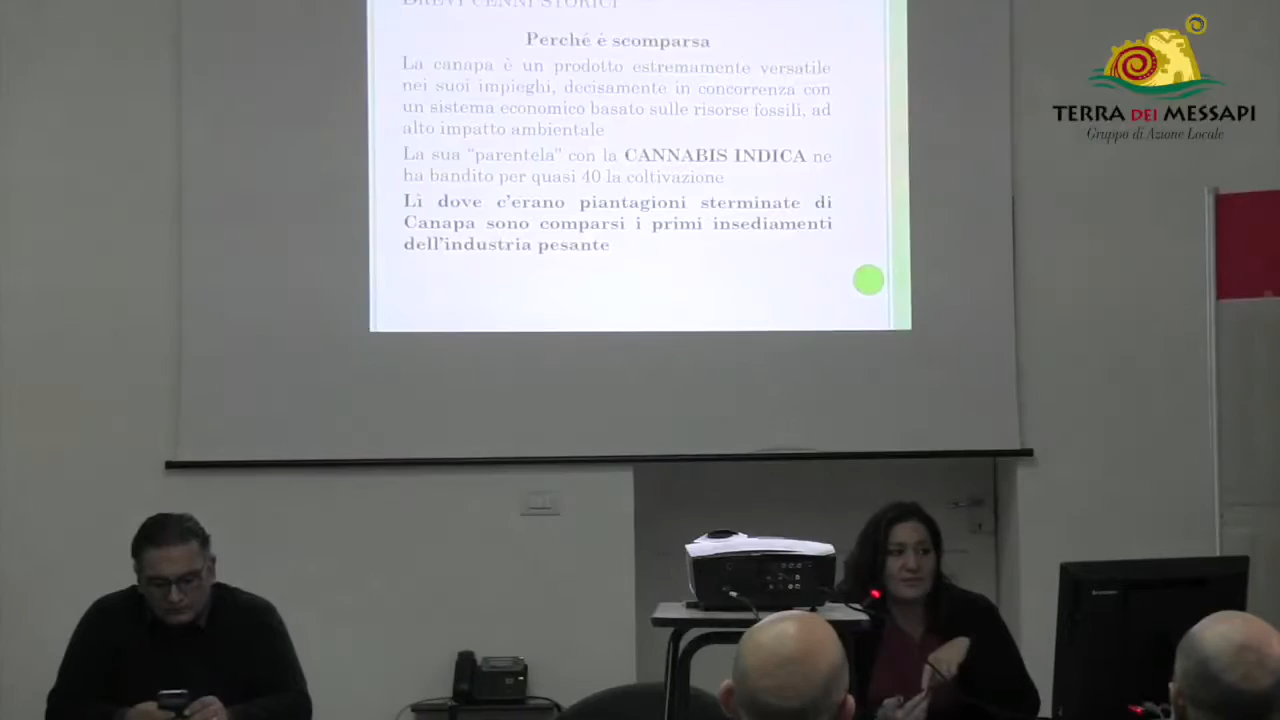 BREVI CENNI STORICI
Perché è scomparsa
La canapa è un prodotto estremamente versatile
nei suoi impieghi, decisamente in concorrenza con
un sistema economico basato sulle risorse fossili, ad
alto impatto ambientale
La sua "parentela" con la CANNABIS INDICA ne
ha bandito per quasi 40 la coltivazione
Lì dove c'erano piantagioni sterminate di
Canapa sono comparsi i primi insediamenti
dell'industria pesante
TERRA DEI MESSAPI
Gruppo di Azione Locale